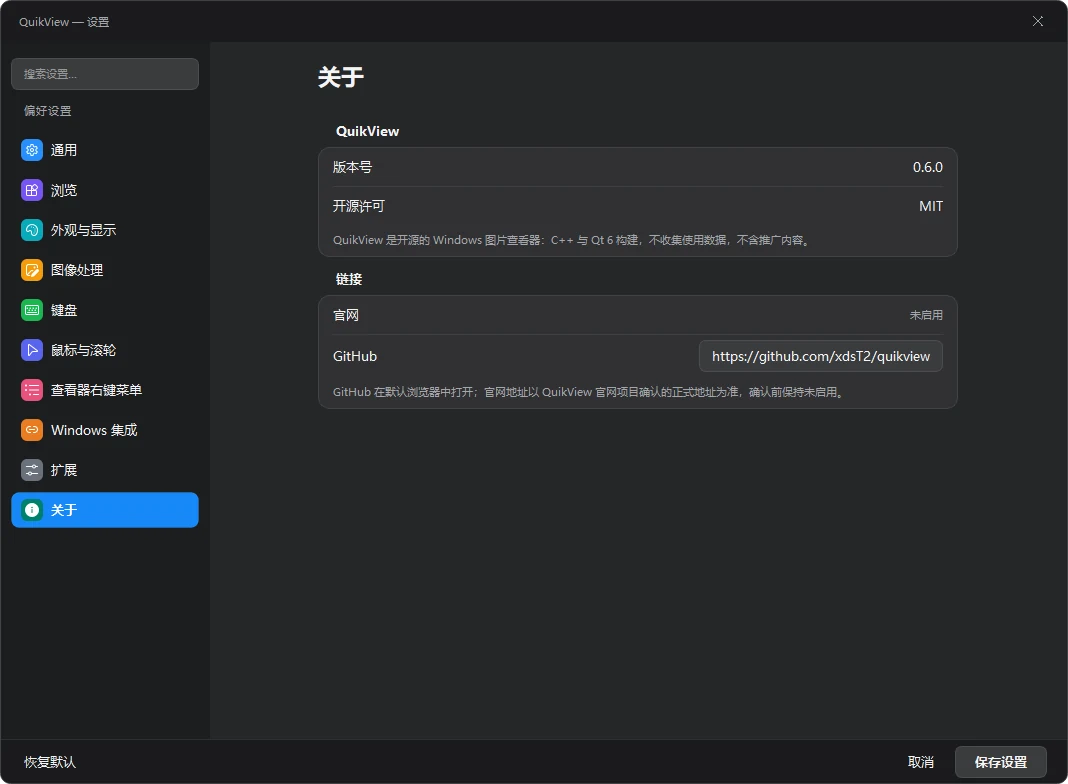 QuikView — 设置
搜索设置...
偏好设置
通用
浏览
外观与显示
图像处理
键盘
鼠标与滚轮
查看器右键菜单
Windows 集成
扩展
关于
关于
QuikView
版本号 0.6.0
开源许可 MIT
QuikView 是开源的 Windows 图片查看器：C++ 与 Qt 6 构建，不收集使用数据，不含推广内容。
链接
官网 未启用
GitHub https://github.com/xdsT2/quikview
GitHub 在默认浏览器中打开；官网地址以 QuikView 官网项目确认的正式地址为准，确认前保持未启用。
恢复默认 取消 保存设置